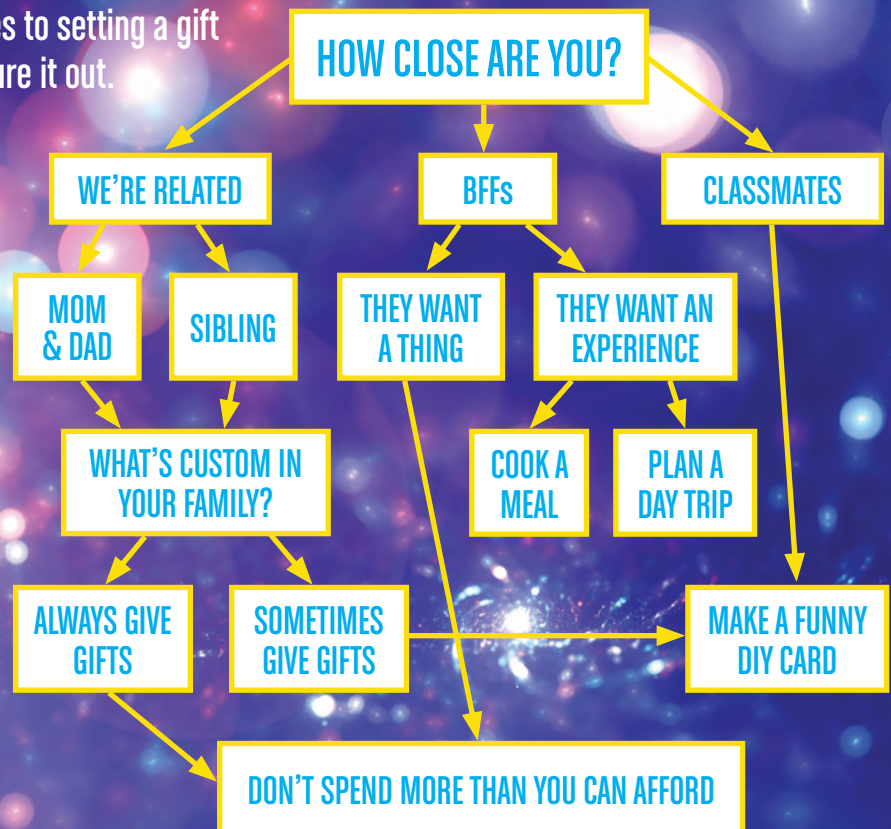 to setting a gift
it out.
HOW CLOSE ARE YOU?
WE'RE RELATED
BFFs
CLASSMATES
MOM
& DAD
SIBLING
THEY WANT
A THING
THEY WANT AN
EXPERIENCE
WHAT'S CUSTOM IN
YOUR FAMILY?
COOK A
MEAL
PLAN A
DAY TRIP
ALWAYS GIVE
GIFTS
SOMETIMES
GIVE GIFTS
MAKE A FUNNY
DIY CARD
DON'T SPEND MORE THAN YOU CAN AFFORD